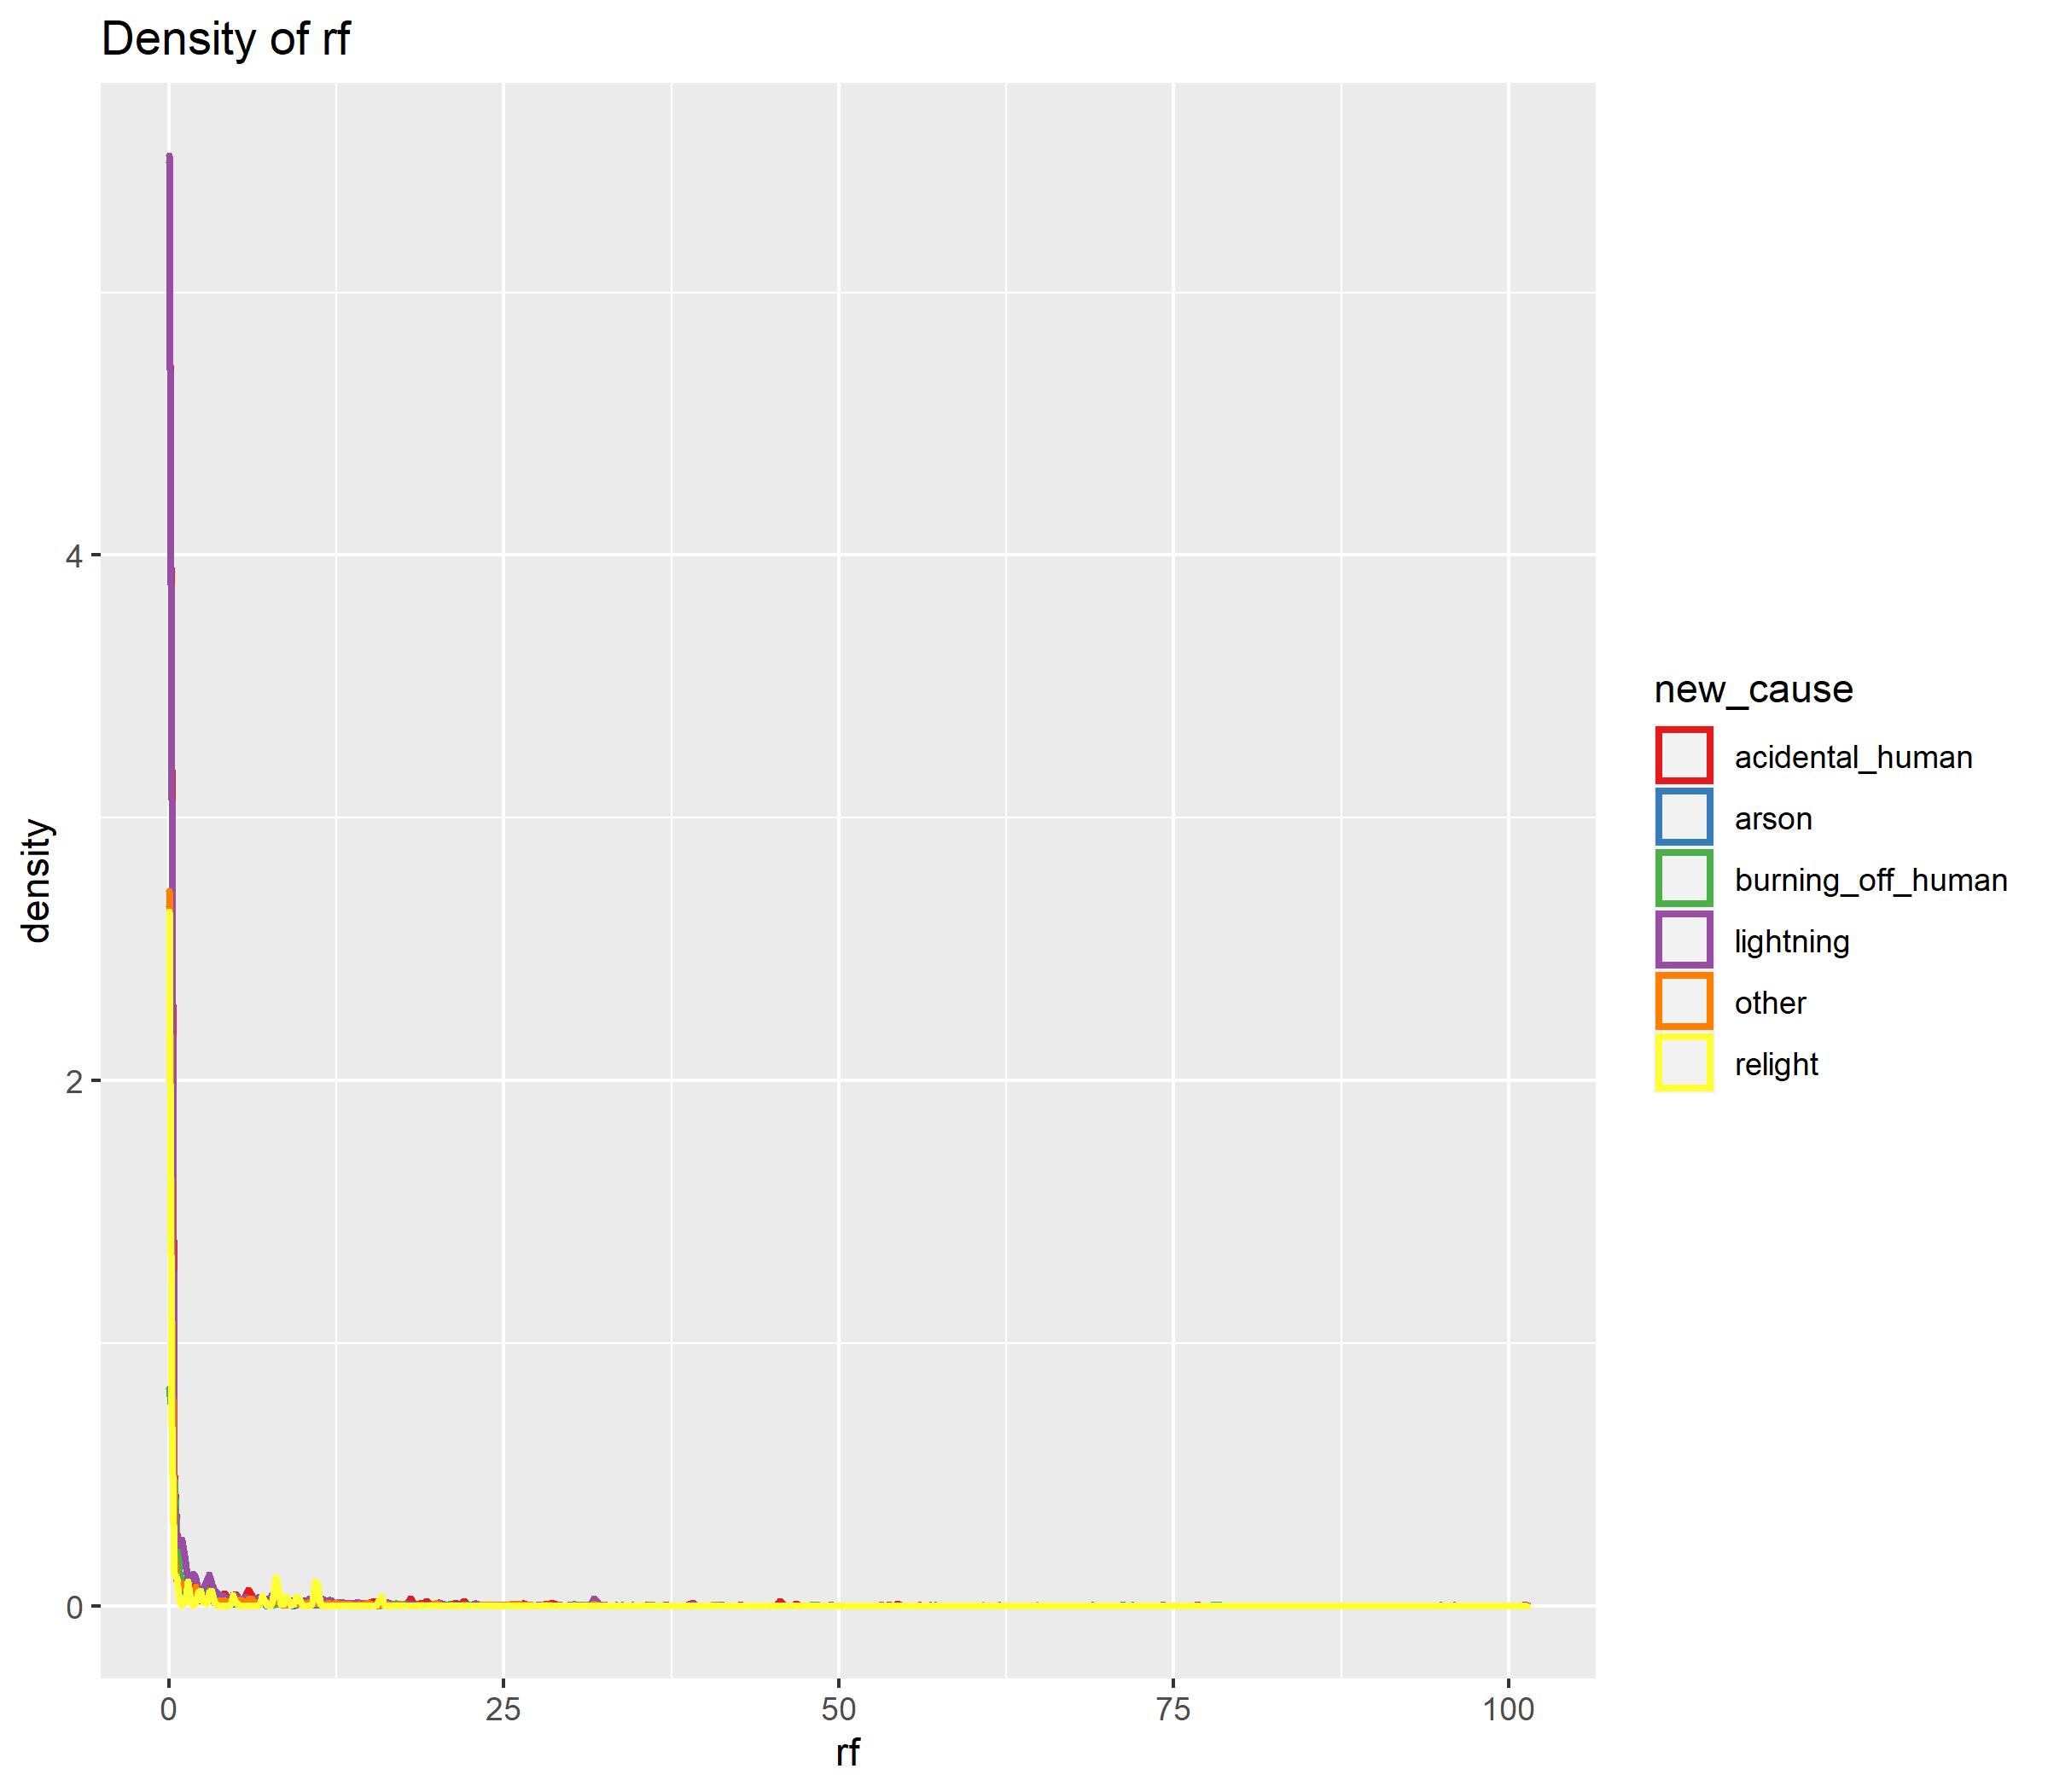 Density of rf
density
4
2
0
0 25 50 75 100
rf
new_cause
acidental_human
arson
burning_off_human
lightning
other
relight